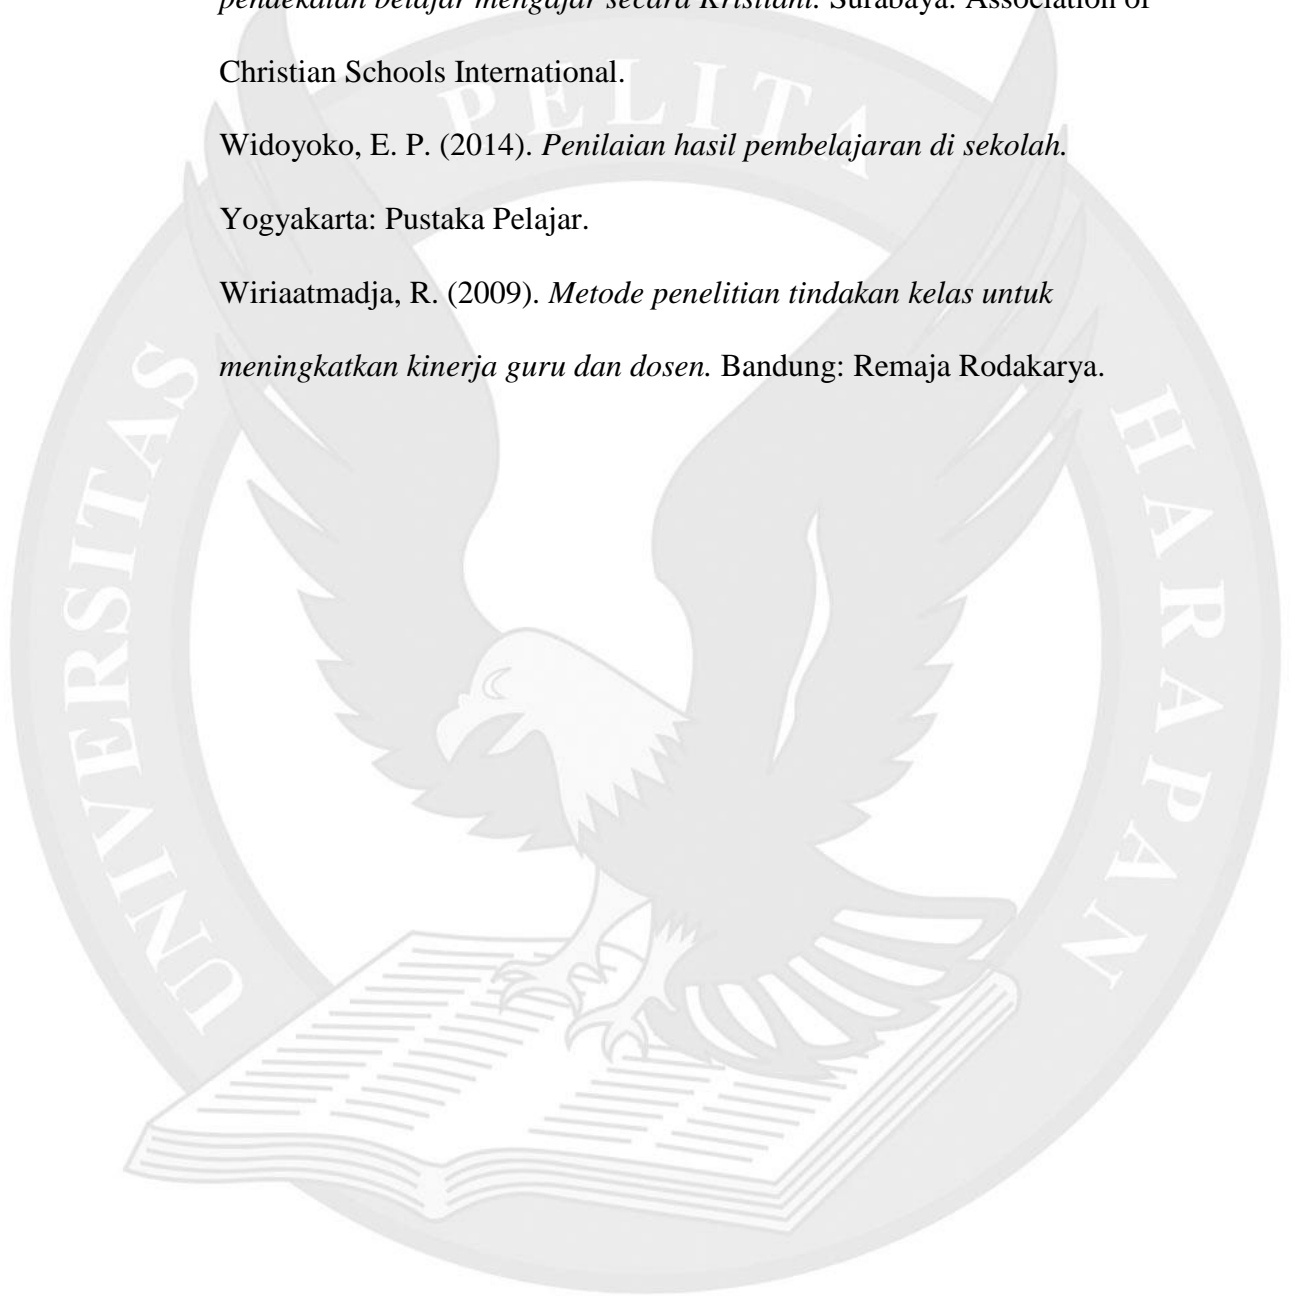 pendekatan belajar mengajar secara Kristiani. Surabaya: Association of
Christian Schools International.
Widoyoko, E. P. (2014). Penilaian hasil pembelajaran di sekolah.
Yogyakarta: Pustaka Pelajar.
Wiriaatmadja, R. (2009). Metode penelitian tindakan kelas untuk
meningkatkan kinerja guru dan dosen. Bandung: Remaja Rodakarya.
UNIVERSITAS PELITA HARAPAN